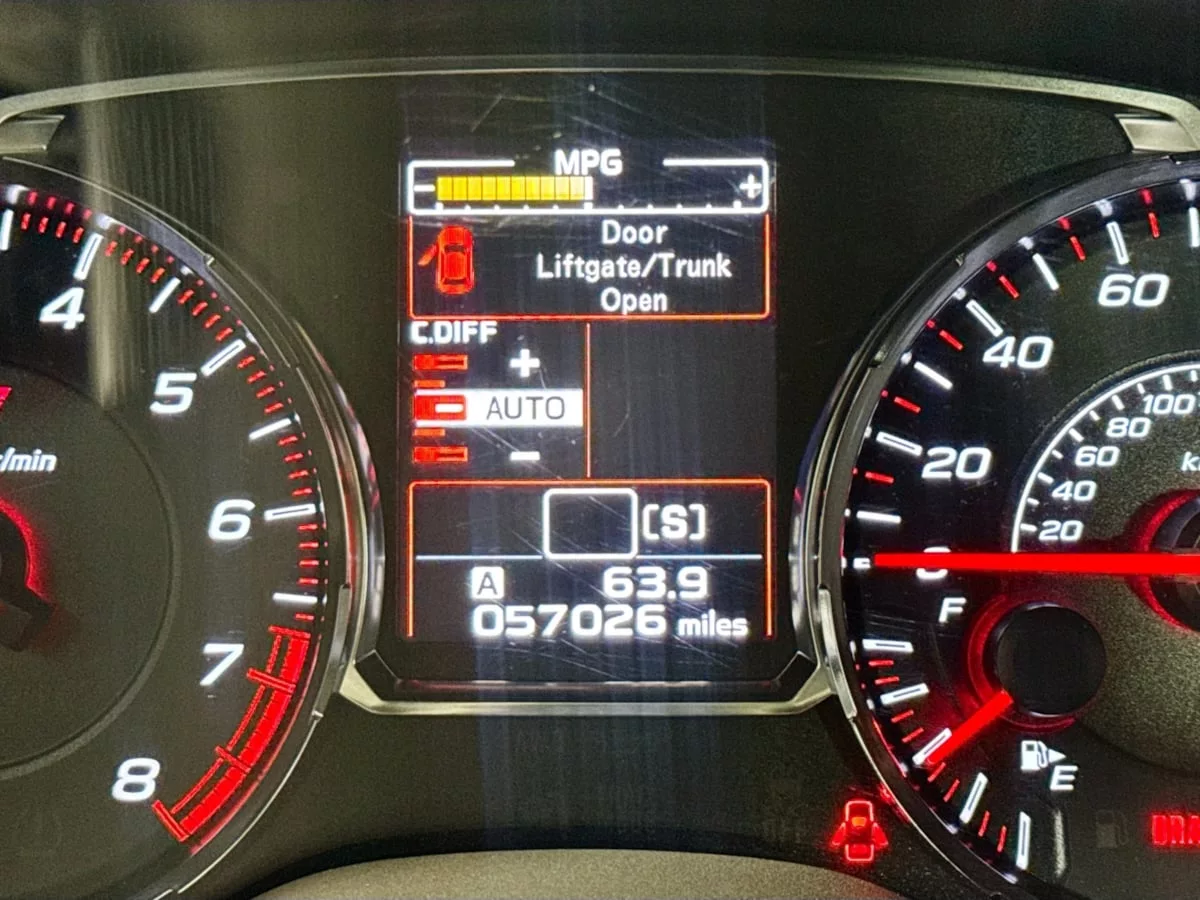 MPG
- +
Door
Liftgate/Trunk
Open
C.DIFF
+
AUTO
-
[S]
A 63.9
057026 miles
4
5
6
7
8
r/min
60
40
20
0
100
80
60
40
20
F
E